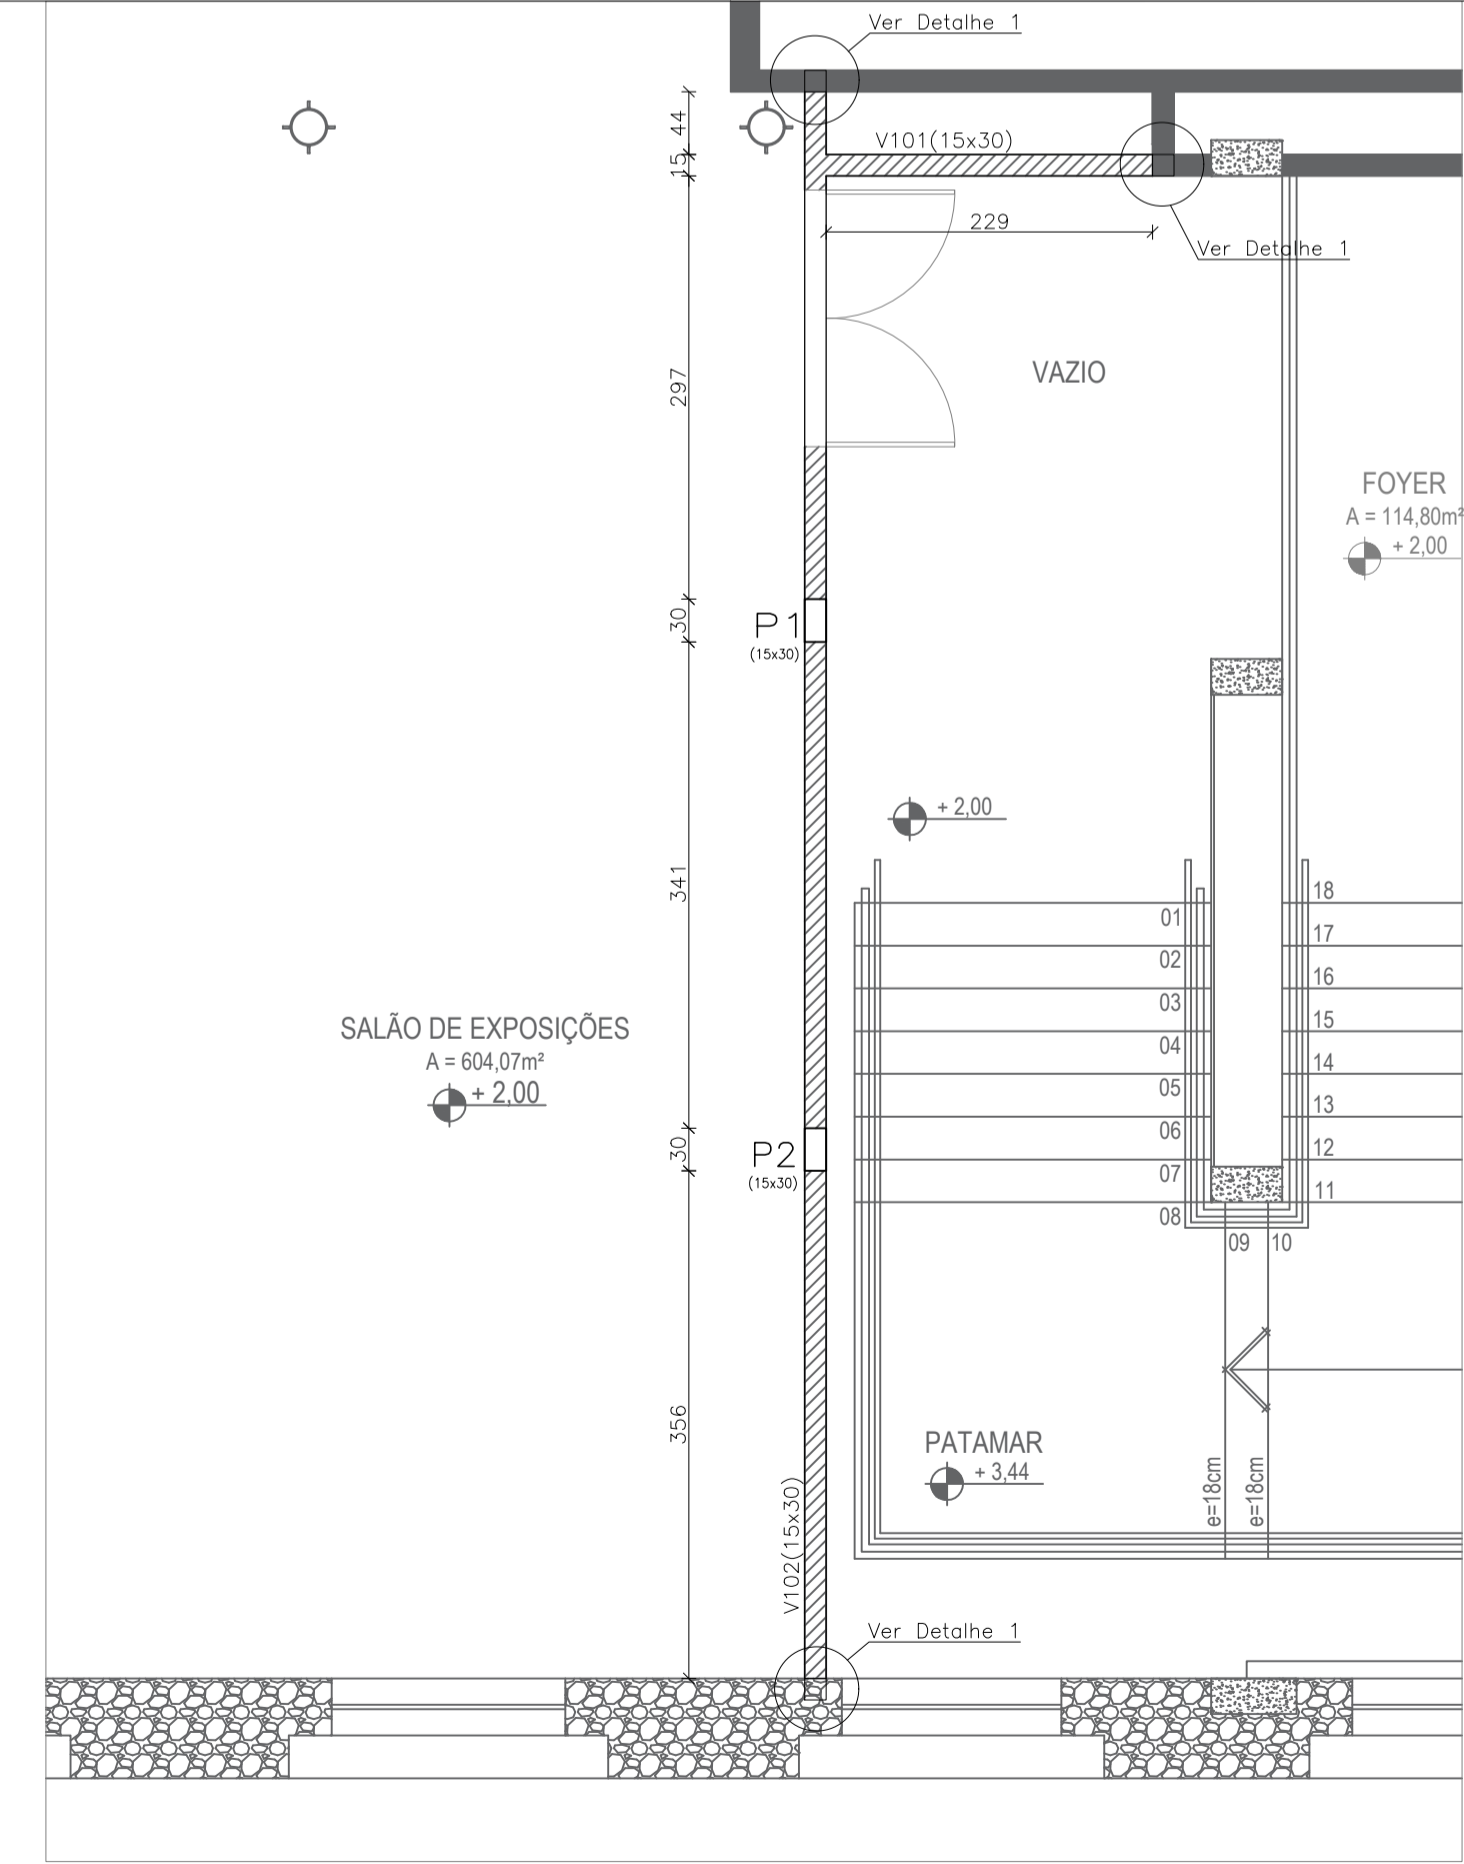 Ver Detalhe 1
44
V101(15x30)
15
229
Ver Detalhe 1
297
VAZIO
FOYER
A = 114,80m²
+ 2,00
P1
(15x30)
30
+ 2,00
341
01
02
03
04
05
06
07
08
09
10
18
17
16
15
14
13
12
11
SALÃO DE EXPOSIÇÕES
A = 604,07m²
+ 2,00
30
P2
(15x30)
356
PATAMAR
+ 3,44
e=18cm
e=18cm
V102(15x30)
Ver Detalhe 1